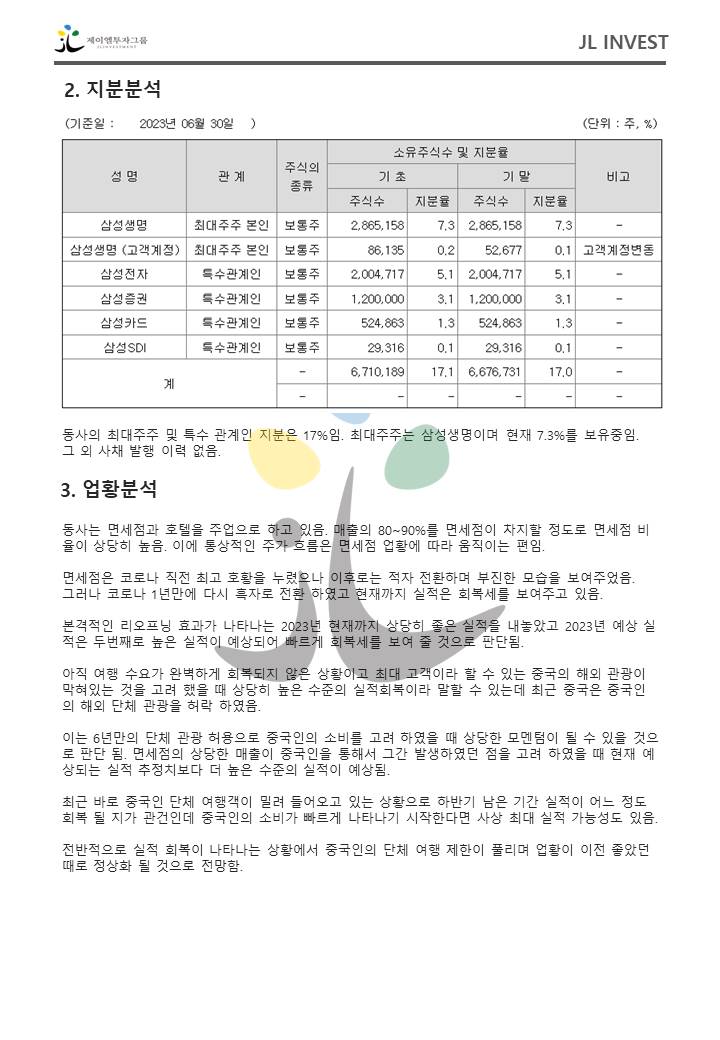 제이엘투자그룹
JLINVESTMENT
JL INVEST
2. 지분분석
(기준일 : 2023년 06월 30일 ) (단위 : 주, %)
성 명 관 계 주식의 종류 소유주식수 및 지분율 비고
기 초 기 말
주식수 지분율 주식수 지분율
삼성생명 최대주주 본인 보통주 2,865,158 7.3 2,865,158 7.3 -
삼성생명 (고객계정) 최대주주 본인 보통주 86,135 0.2 52,677 0.1 고객계정변동
삼성전자 특수관계인 보통주 2,004,717 5.1 2,004,717 5.1 -
삼성증권 특수관계인 보통주 1,200,000 3.1 1,200,000 3.1 -
삼성카드 특수관계인 보통주 524,863 1.3 524,863 1.3 -
삼성SDI 특수관계인 보통주 29,316 0.1 29,316 0.1 -
계 - 6,710,189 17.1 6,676,731 17.0 -
- - - - - -
동사의 최대주주 및 특수 관계인 지분은 17%임. 최대주주는 삼성생명이며 현재 7.3%를 보유중임.
그 외 사채 발행 이력 없음.
3. 업황분석
동사는 면세점과 호텔을 주업으로 하고 있음. 매출의 80~90%를 면세점이 차지할 정도로 면세점 비
율이 상당히 높음. 이에 통상적인 주가 흐름은 면세점 업황에 따라 움직이는 편임.
면세점은 코로나 직전 최고 호황을 누렸으나 이후로는 적자 전환하며 부진한 모습을 보여주었음.
그러나 코로나 1년만에 다시 흑자로 전환 하였고 현재까지 실적은 회복세를 보여주고 있음.
본격적인 리오프닝 효과가 나타나는 2023년 현재까지 상당히 좋은 실적을 내놓았고 2023년 예상 실
적은 두번째로 높은 실적이 예상되어 빠르게 회복세를 보여 줄 것으로 판단됨.
아직 여행 수요가 완벽하게 회복되지 않은 상황이고 최대 고객이라 할 수 있는 중국의 해외 관광이
막혀있는 것을 고려 했을 때 상당히 높은 수준의 실적회복이라 말할 수 있는데 최근 중국은 중국인
의 해외 단체 관광을 허락 하였음.
이는 6년만의 단체 관광 허용으로 중국인의 소비를 고려 하였을 때 상당한 모멘텀이 될 수 있을 것으
로 판단 됨. 면세점의 상당한 매출이 중국인을 통해서 그간 발생하였던 점을 고려 하였을 때 현재 예
상되는 실적 추정치보다 더 높은 수준의 실적이 예상됨.
최근 바로 중국인 단체 여행객이 밀려 들어오고 있는 상황으로 하반기 남은 기간 실적이 어느 정도
회복 될 지가 관건인데 중국인의 소비가 빠르게 나타나기 시작한다면 사상 최대 실적 가능성도 있음.
전반적으로 실적 회복이 나타나는 상황에서 중국인의 단체 여행 제한이 풀리며 업황이 이전 좋았던
때로 정상화 될 것으로 전망함.